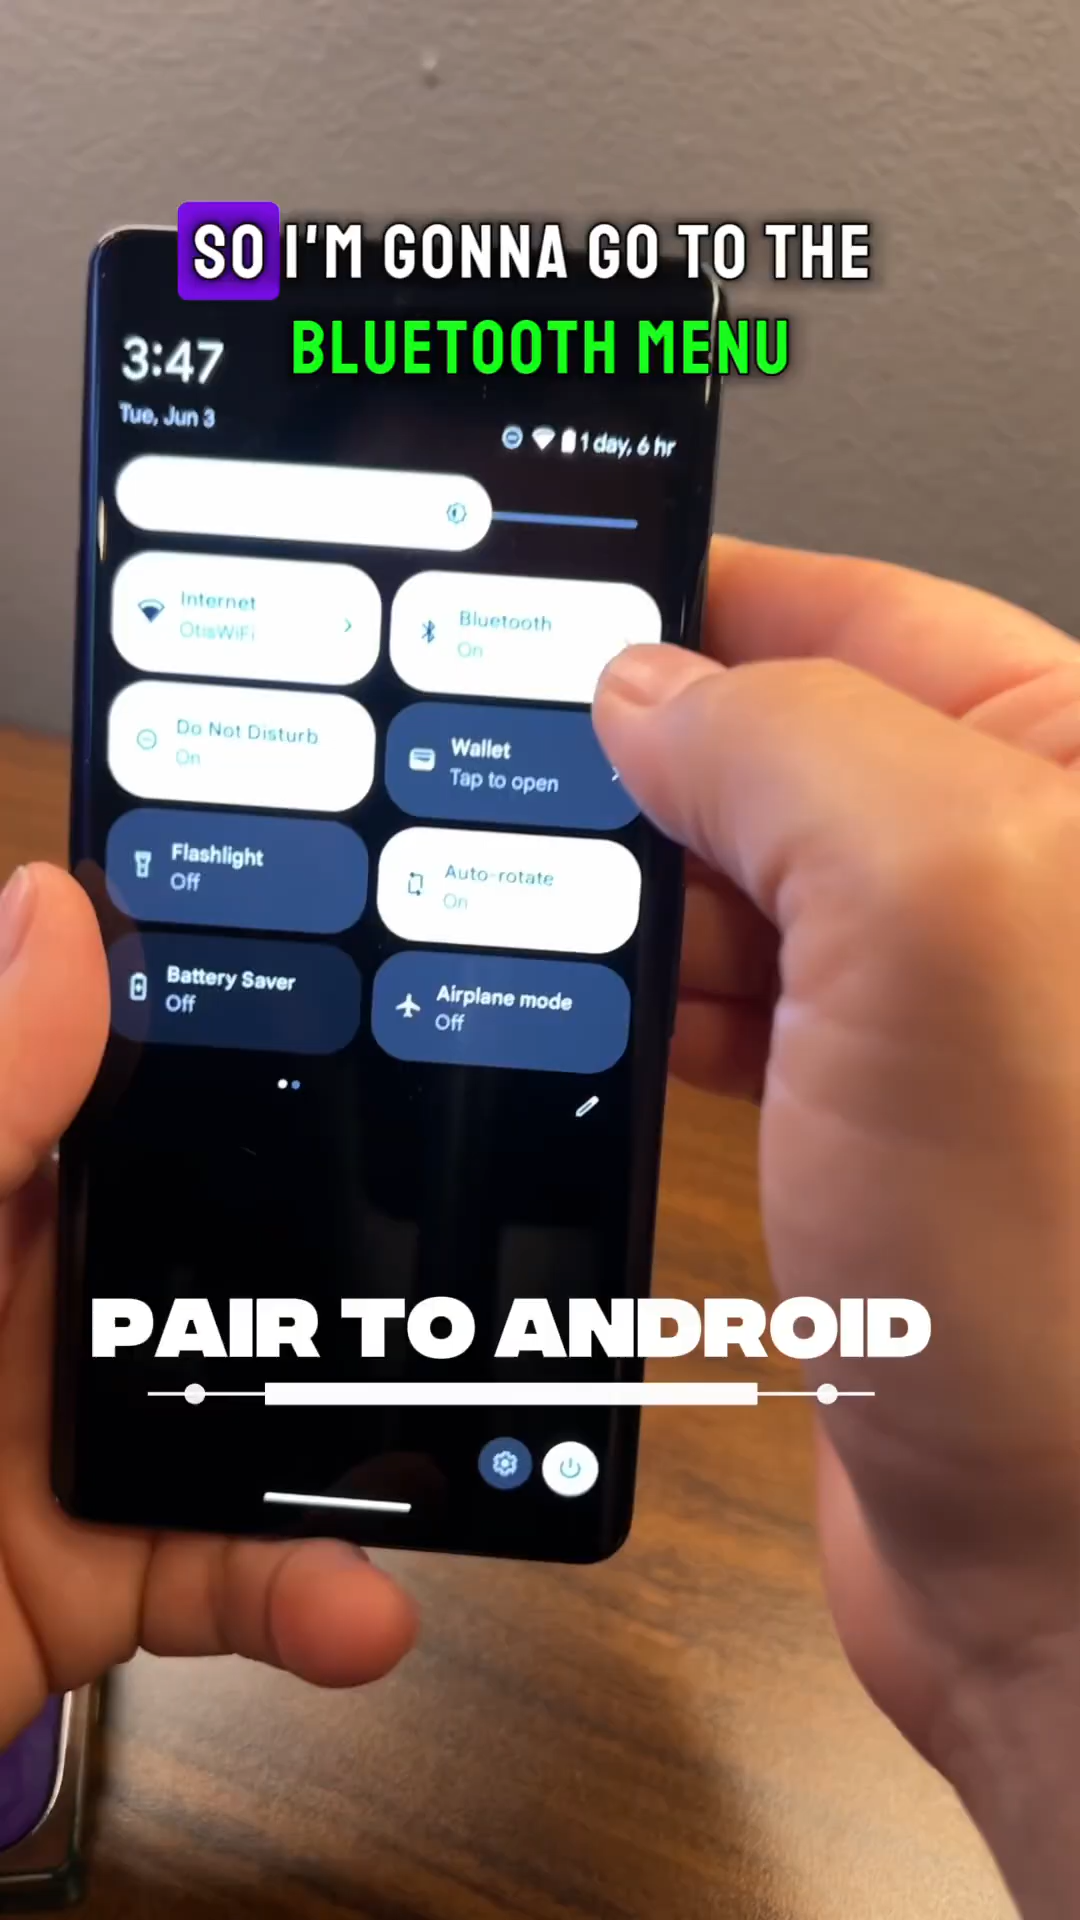 SO I'M GONNA GO TO THE
BLUETOOTH MENU
3:47
Tue, Jun 3
1 day, 6 hr
Internet
OtisWiFi
Bluetooth
On
Do Not Disturb
On
Wallet
Tap to open
Flashlight
Off
Auto-rotate
On
Battery Saver
Off
Airplane mode
Off
PAIR TO ANDROID